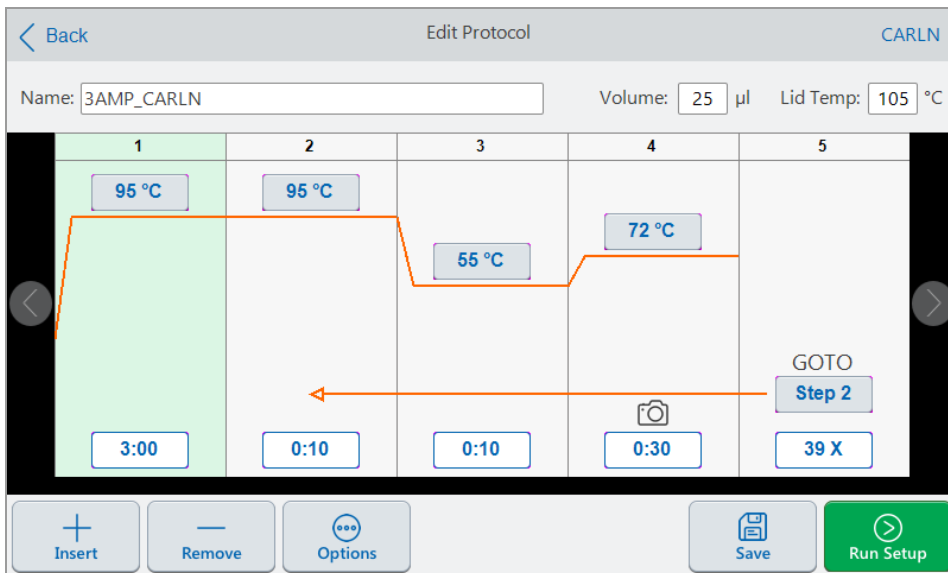 Back Edit Protocol CARLN
Name: 3AMP_CARLN Volume: 25 µl Lid Temp: 105 °C
1 2 3 4 5
95 °C 95 °C
72 °C
55 °C
GOTO
Step 2
3:00 0:10 0:10 0:30 39 X
Insert Remove Options Save Run Setup